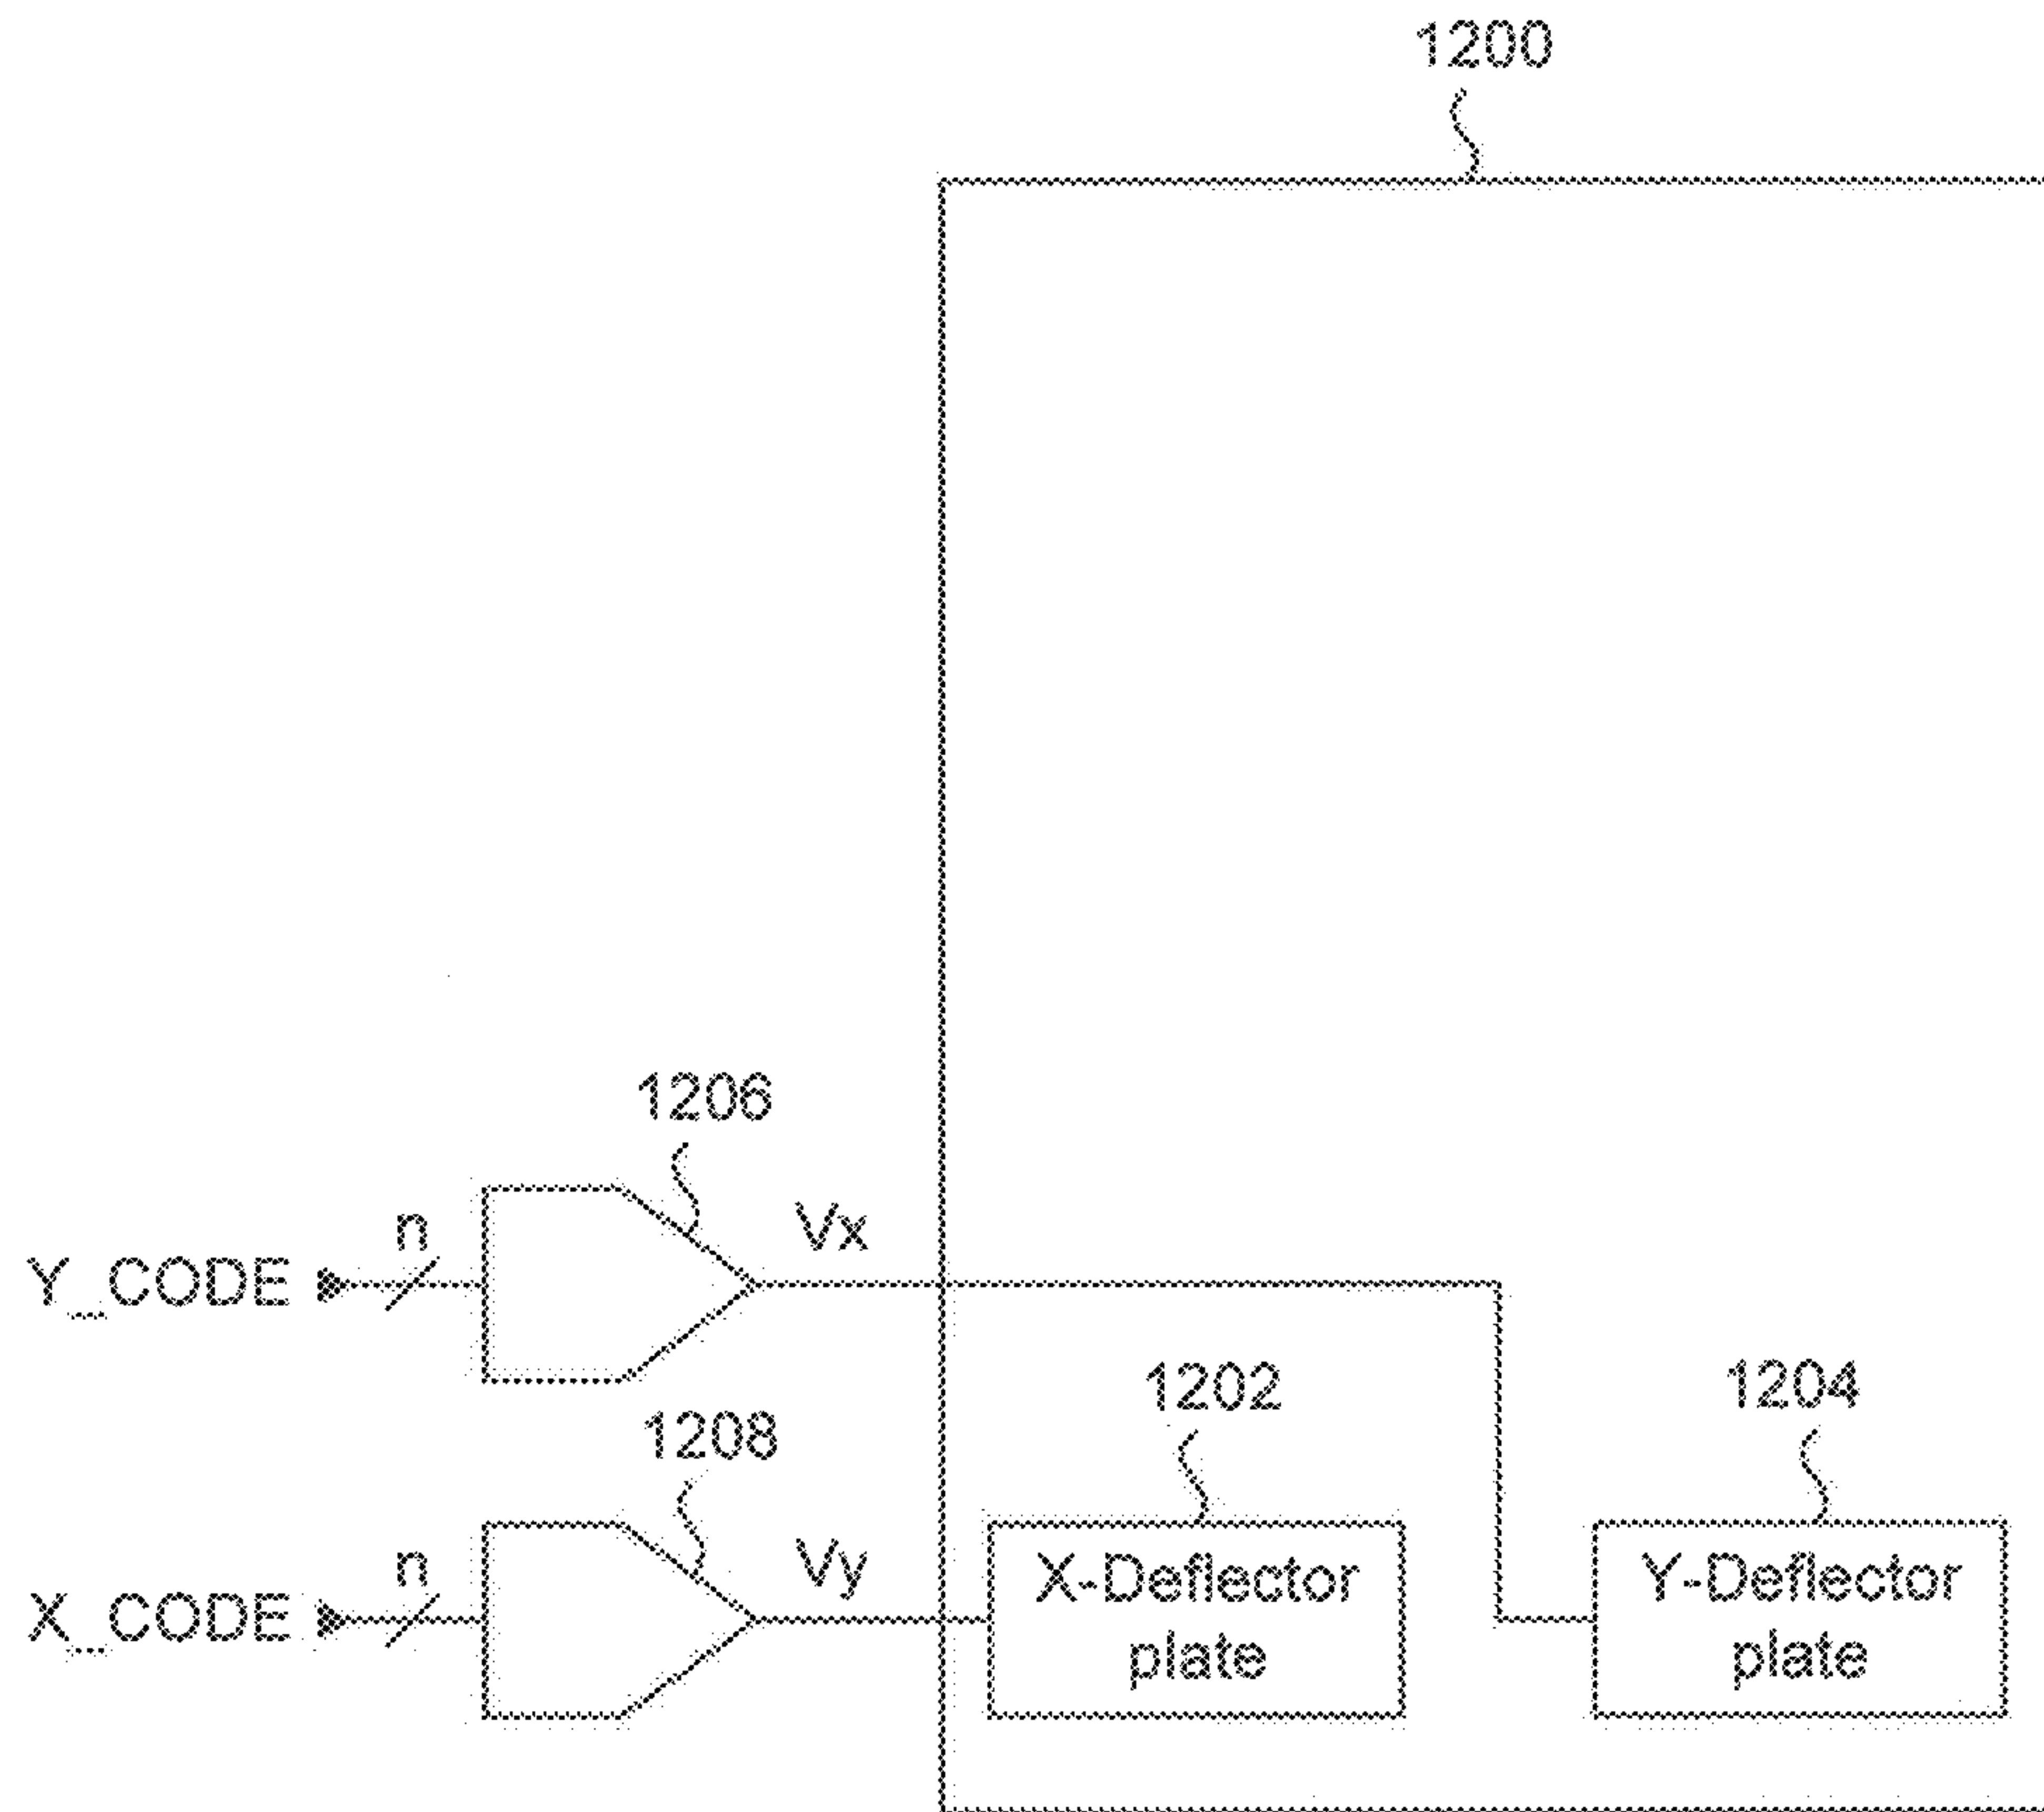 1200
1206
n
Vx
Y_CODE
1202
1204
1208
n
Vy
X_CODE
X-Deflector
plate
Y-Deflector
plate